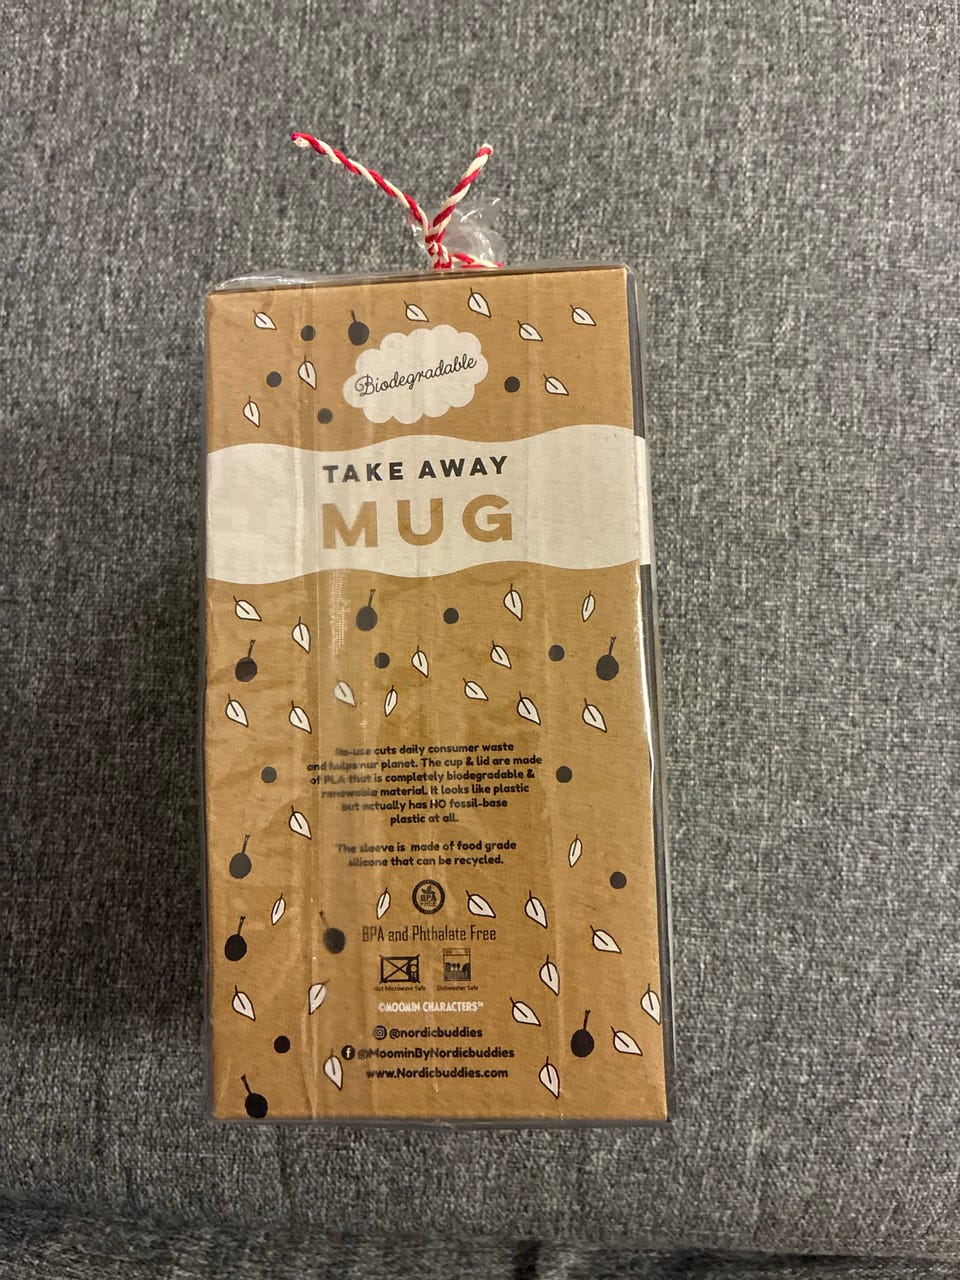 Biodegradable
TAKE AWAY
MUG
Re-use cuts daily consumer waste
and helps our planet. The cup & lid are made
of PLA that is completely biodegradable &
renewable material. It looks like plastic
but actually has NO fossil-base
plastic at all.
The sleeve is made of food grade
silicone that can be recycled.
BPA
FREE
BPA and Phthalate Free
Not Microwave Safe Dishwasher Safe
©MOOMIN CHARACTERS™
@nordicbuddies
@MoominByNordicbuddies
www.Nordicbuddies.com